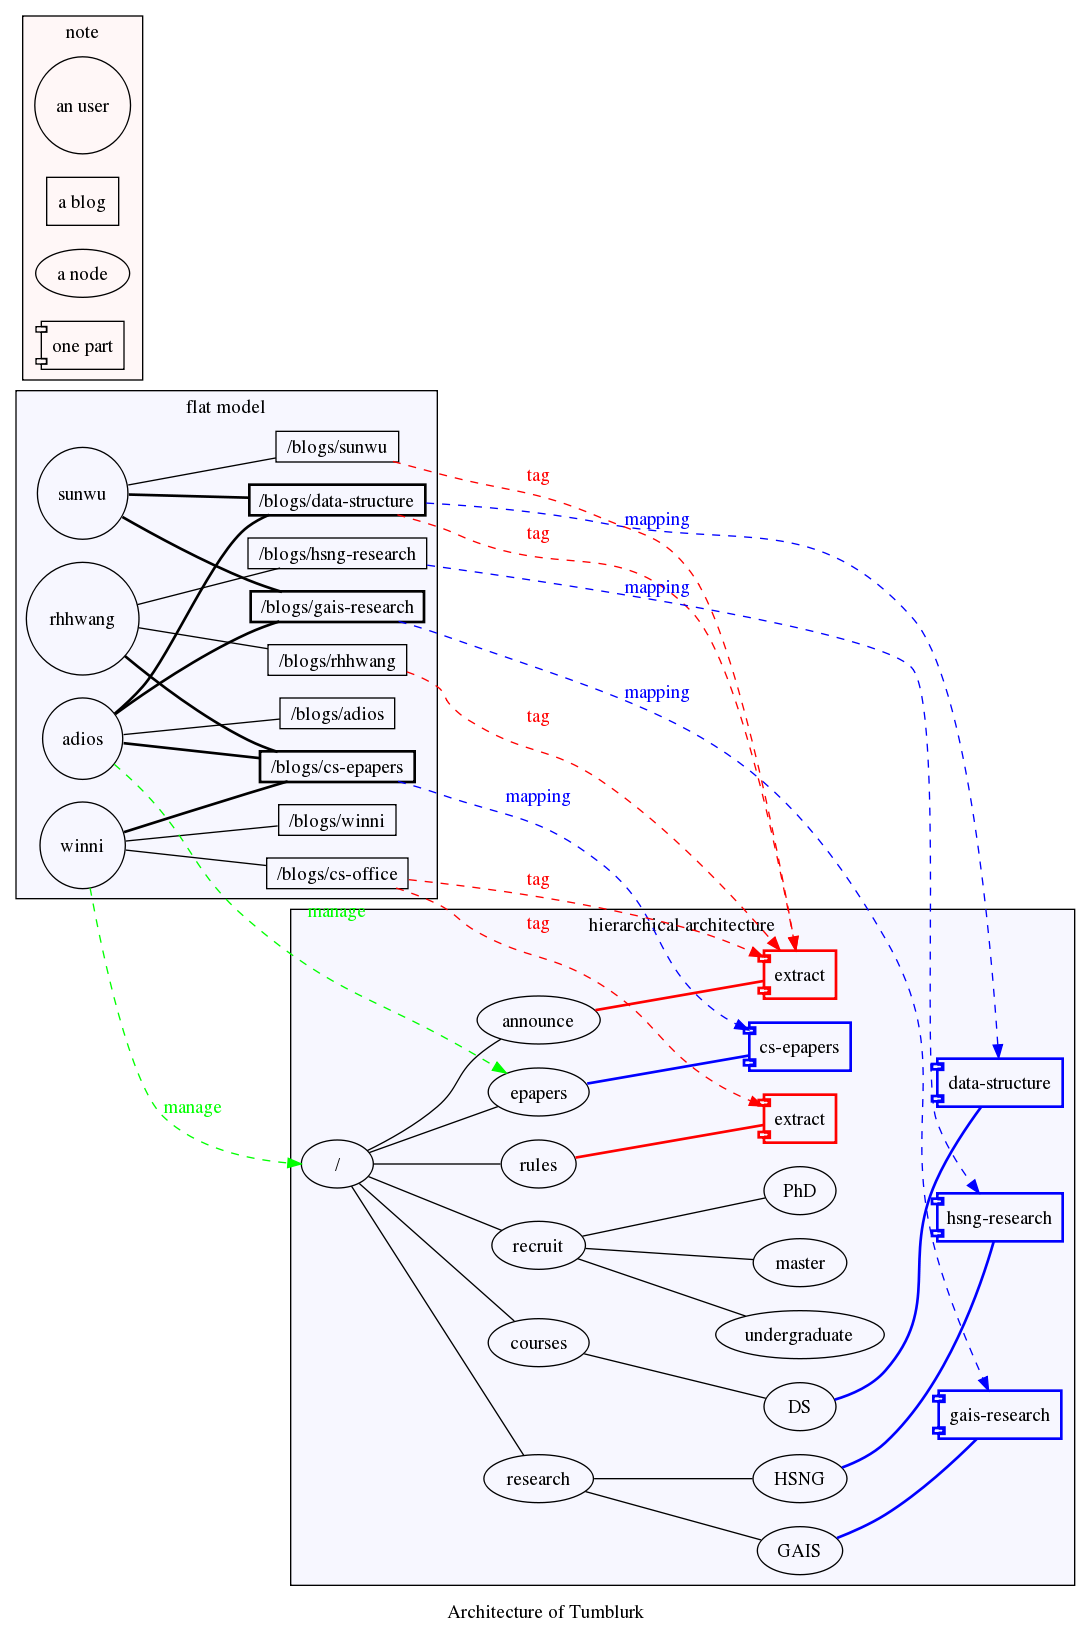 note
an user
a blog
a node
one part
flat model
sunwu
rhhwang
adios
winni
/blogs/sunwu
/blogs/data-structure
/blogs/hsng-research
/blogs/gais-research
/blogs/rhhwang
/blogs/adios
/blogs/cs-epapers
/blogs/winni
/blogs/cs-office
tag
mapping
tag
mapping
mapping
tag
mapping
tag
manage
tag
manage
hierarchical architecture
/
announce
epapers
rules
recruit
courses
research
extract
cs-epapers
extract
PhD
master
undergraduate
DS
HSNG
GAIS
data-structure
hsng-research
gais-research
Architecture of Tumblurk